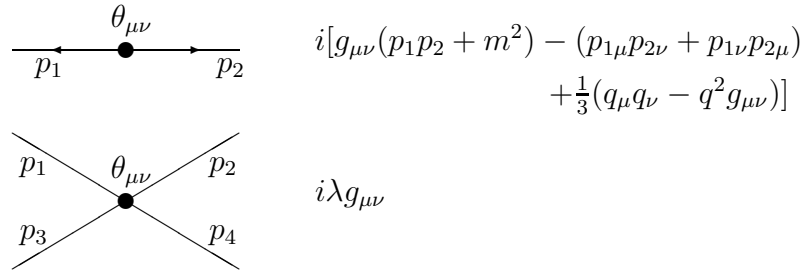 θ_{μν}
p_1 p_2
i[g_{μν}(p_1p_2 + m^2) − (p_{1μ}p_{2ν} + p_{1ν}p_{2μ})
+\frac{1}{3}(q_μq_ν − q^2g_{μν})]
p_1 θ_{μν} p_2
iλg_{μν}
p_3 p_4